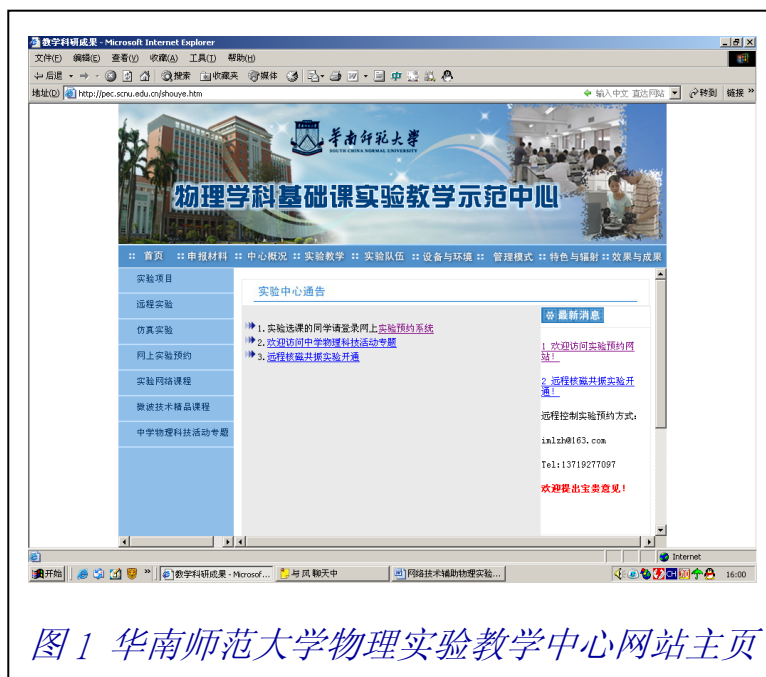 教学科研成果 - Microsoft Internet Explorer
文件(F) 编辑(E) 查看(V) 收藏(A) 工具(T) 帮助(H)
后退 搜索 收藏夹 媒体
地址(D) http://pec.scnu.edu.cn/shouye.htm 输入中文 直达网站 转到 链接 »
华南师范大学
SOUTH CHINA NORMAL UNIVERSITY
物理学科基础课实验教学示范中心
:: 首页 :: 申报材料 :: 中心概况 :: 实验教学 :: 实验队伍 :: 设备与环境 :: 管理模式 :: 特色与辐射 :: 效果与成果
实验项目
远程实验
仿真实验
网上实验预约
实验网络课程
微波技术精品课程
中学物理科技活动专题
实验中心通告
1.实验选课的同学请登录网上实验预约系统
2.欢迎访问中学物理科技活动专题
3.远程核磁共振实验开通
最新消息
1 欢迎访问实验预约网
站！
2 远程核磁共振实验开
通！
远程控制实验预约方式:
imlzh@163.com
Tel:13719277097
欢迎提出宝贵意见！
Internet
开始 » 教学科研成果 - Microsof... 与 风 聊天中 网络技术辅助物理实验... CH 16:00
图1 华南师范大学物理实验教学中心网站主页